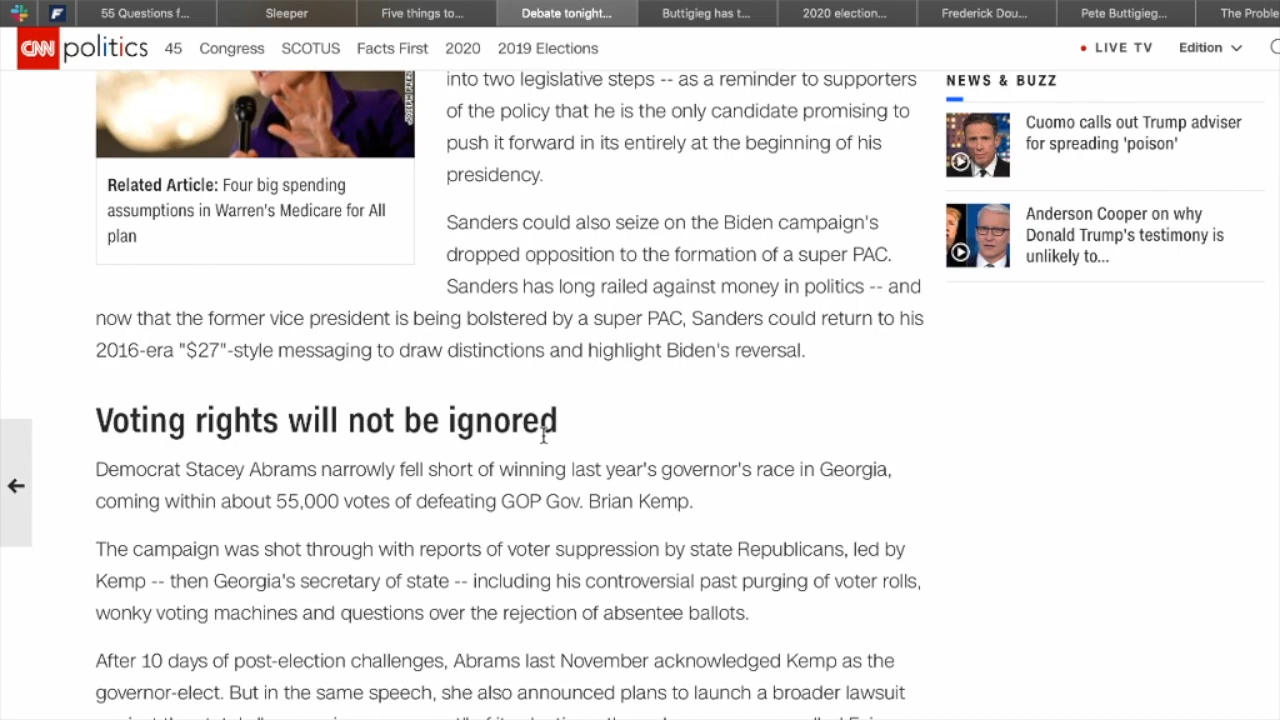 55 Questions f...
Sleeper
Five things to...
Debate tonight...
Buttigieg has t...
2020 election...
Frederick Dou...
Pete Buttigieg...
The Proble
CNN politics 45 Congress SCOTUS Facts First 2020 2019 Elections
LIVE TV Edition
Related Article: Four big spending
assumptions in Warren's Medicare for All
plan
into two legislative steps -- as a reminder to supporters
of the policy that he is the only candidate promising to
push it forward in its entirely at the beginning of his
presidency.
Sanders could also seize on the Biden campaign's
dropped opposition to the formation of a super PAC.
Sanders has long railed against money in politics -- and
now that the former vice president is being bolstered by a super PAC, Sanders could return to his
2016-era "$27"-style messaging to draw distinctions and highlight Biden's reversal.
Voting rights will not be ignored
Democrat Stacey Abrams narrowly fell short of winning last year's governor's race in Georgia,
coming within about 55,000 votes of defeating GOP Gov. Brian Kemp.
The campaign was shot through with reports of voter suppression by state Republicans, led by
Kemp -- then Georgia's secretary of state -- including his controversial past purging of voter rolls,
wonky voting machines and questions over the rejection of absentee ballots.
After 10 days of post-election challenges, Abrams last November acknowledged Kemp as the
governor-elect. But in the same speech, she also announced plans to launch a broader lawsuit
NEWS & BUZZ
Cuomo calls out Trump adviser
for spreading 'poison'
Anderson Cooper on why
Donald Trump's testimony is
unlikely to...